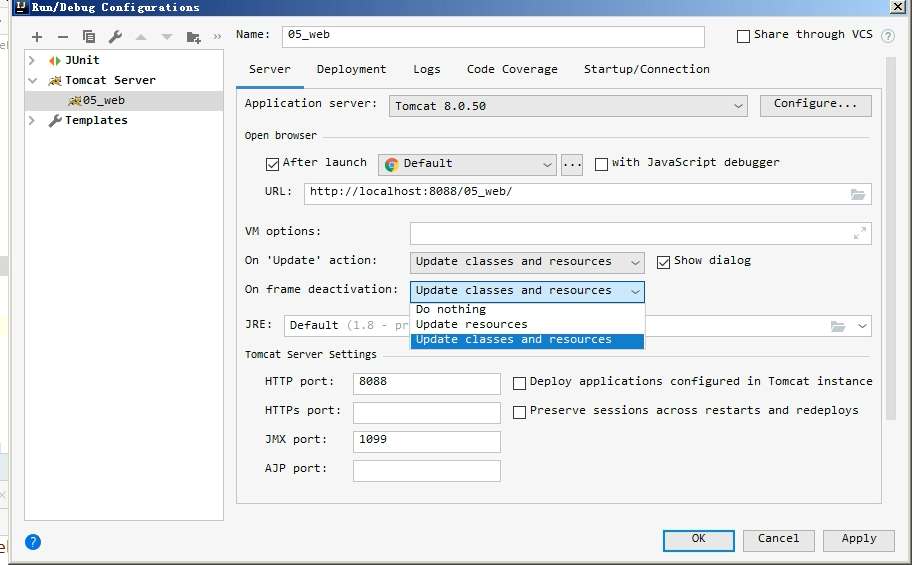 Run/Debug Configurations
Name: 05_web
Share through VCS
JUnit
Tomcat Server
05_web
Templates
Server Deployment Logs Code Coverage Startup/Connection
Application server: Tomcat 8.0.50 Configure...
Open browser
After launch Default ... with JavaScript debugger
URL: http://localhost:8088/05_web/
VM options:
On 'Update' action: Update classes and resources Show dialog
On frame deactivation: Update classes and resources
Do nothing
Update resources
Update classes and resources
JRE: Default (1.8 - pr
Tomcat Server Settings
HTTP port: 8088 Deploy applications configured in Tomcat instance
HTTPs port: Preserve sessions across restarts and redeploys
JMX port: 1099
AJP port:
OK Cancel Apply